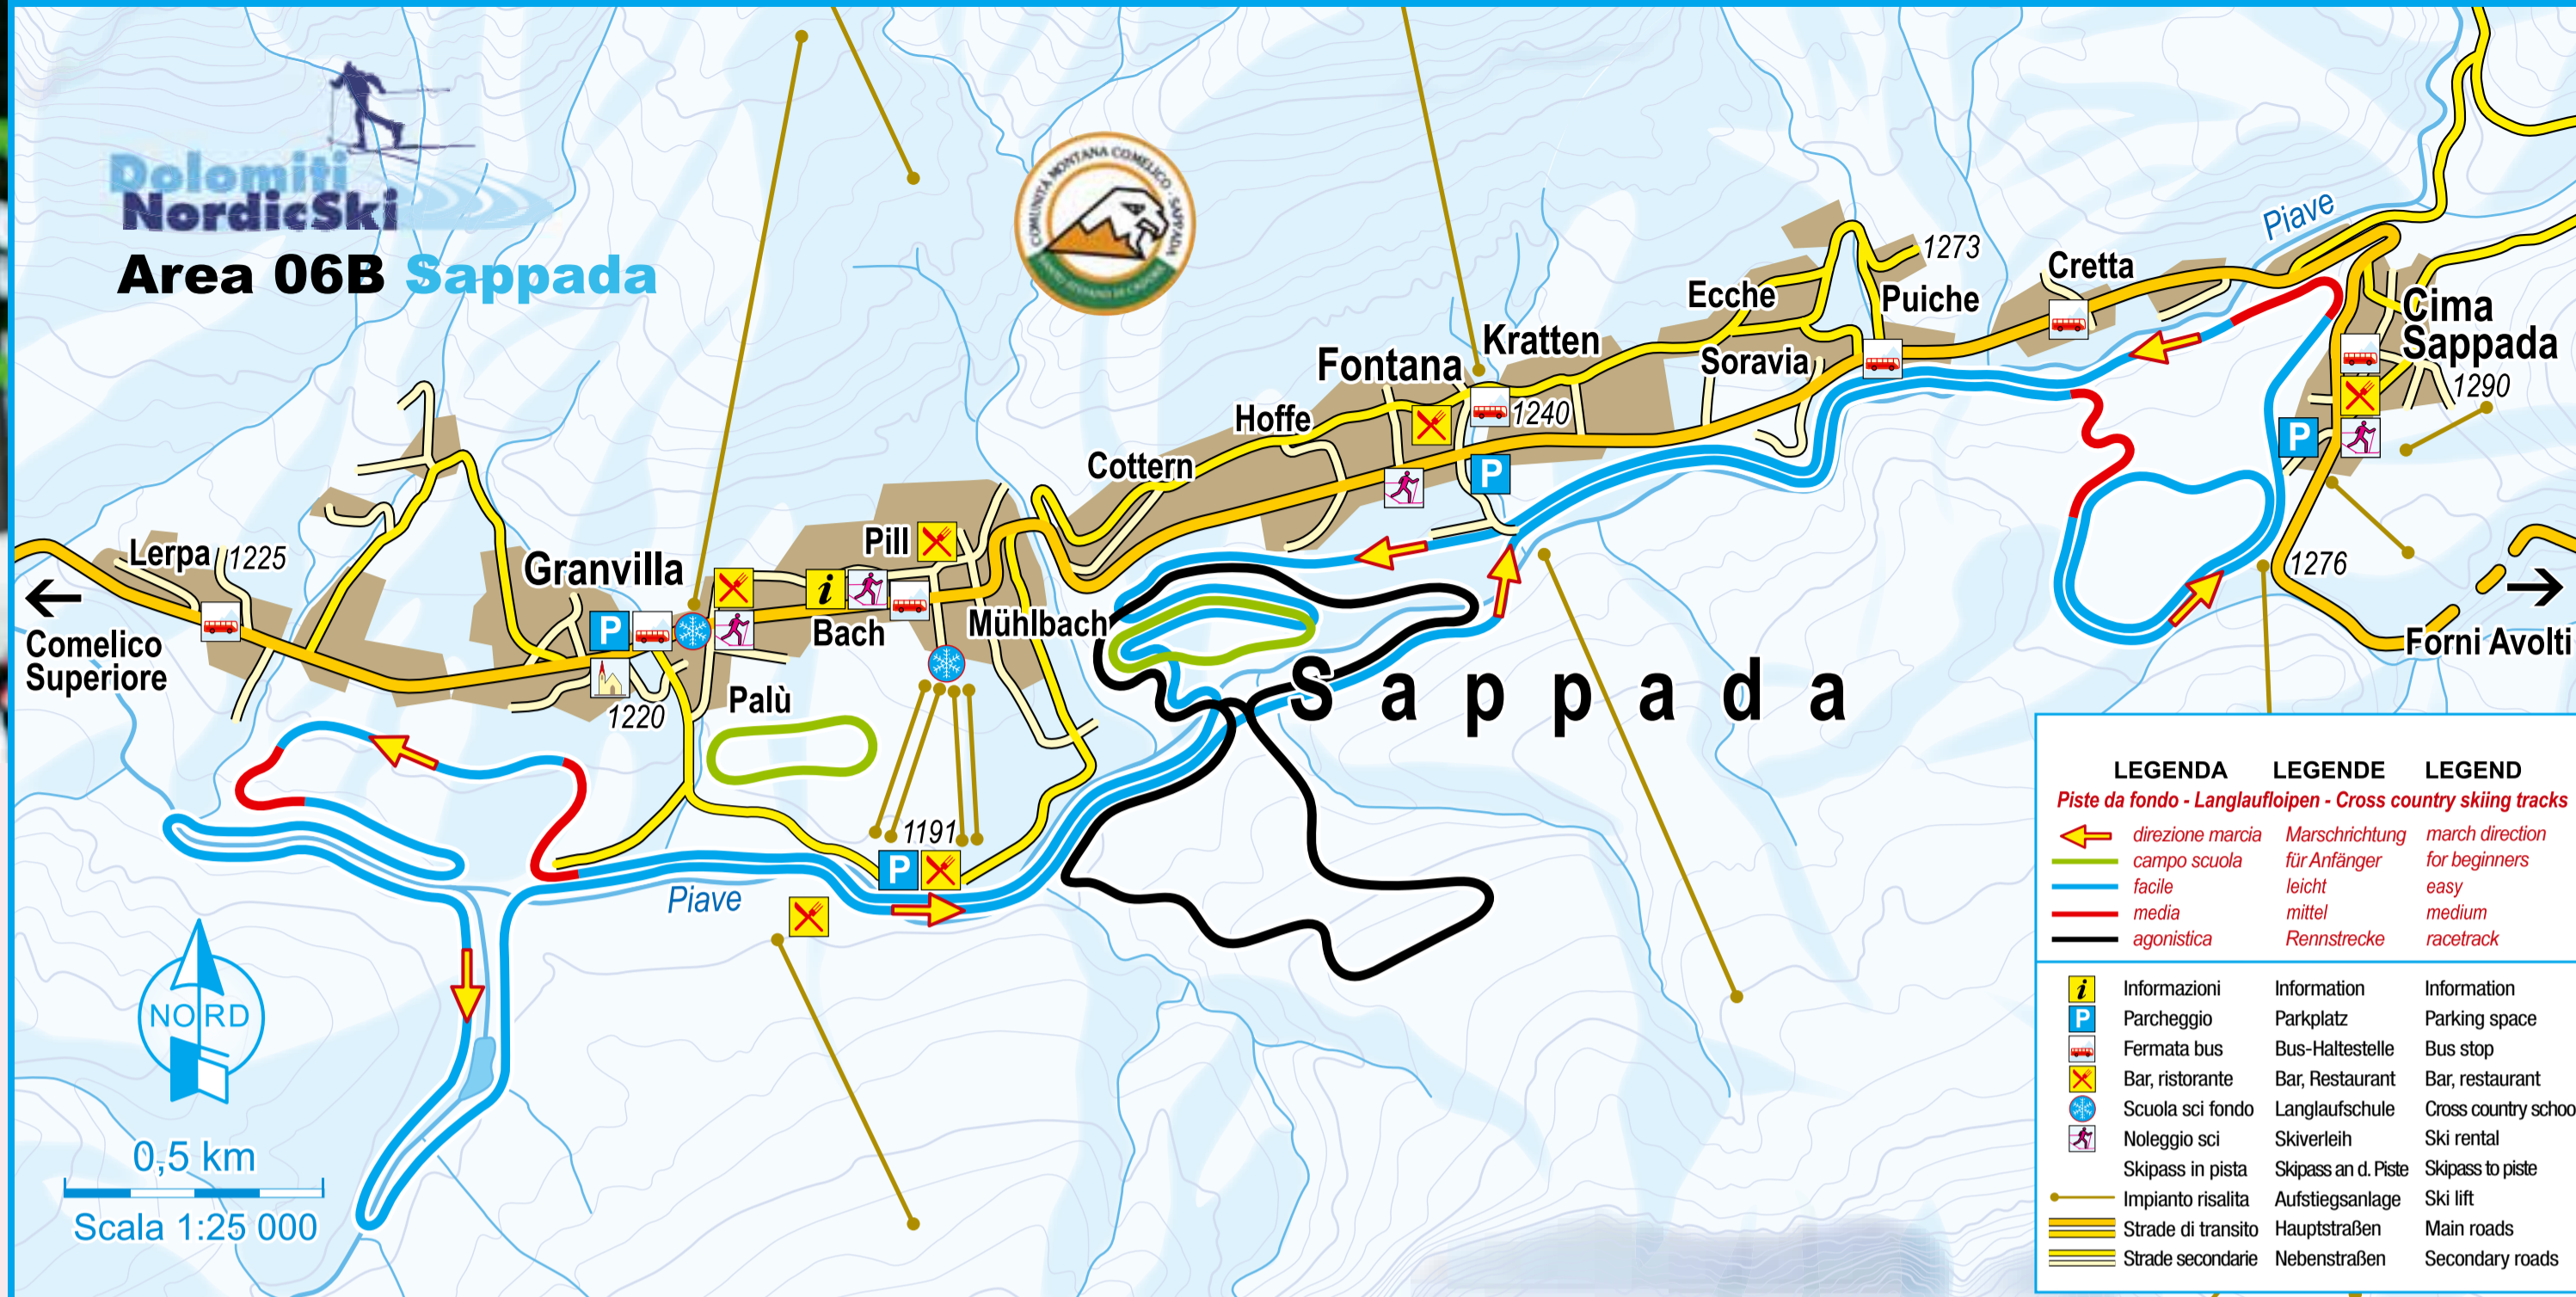 Dolomiti
NordicSki
Area 06B Sappada
COMUNITÀ MONTANA COMELICO - SAPPADA
Piave
1273
Cretta
Ecche
Puiche
Cima
Sappada
Kratten
Fontana
Soravia
1290
Hoffe
1240
P
Cottern
P
Pill
Lerpa
1225
Granvilla
1276
i
P
Bach
Mühlbach
Comelico
Superiore
Forni Avolti
Sappada
Palù
1220
1191
P
Piave
NORD
0,5 km
Scala 1:25 000
LEGENDA LEGENDE LEGEND
Piste da fondo - Langlaufloipen - Cross country skiing tracks
direzione marcia Marschrichtung march direction
campo scuola für Anfänger for beginners
facile leicht easy
media mittel medium
agonistica Rennstrecke racetrack
i Informazioni Information Information
P Parcheggio Parkplatz Parking space
Fermata bus Bus-Haltestelle Bus stop
Bar, ristorante Bar, Restaurant Bar, restaurant
Scuola sci fondo Langlaufschule Cross country schoo
Noleggio sci Skiverleih Ski rental
Skipass in pista Skipass an d. Piste Skipass to piste
Impianto risalita Aufstiegsanlage Ski lift
Strade di transito Hauptstraßen Main roads
Strade secondarie Nebenstraßen Secondary roads